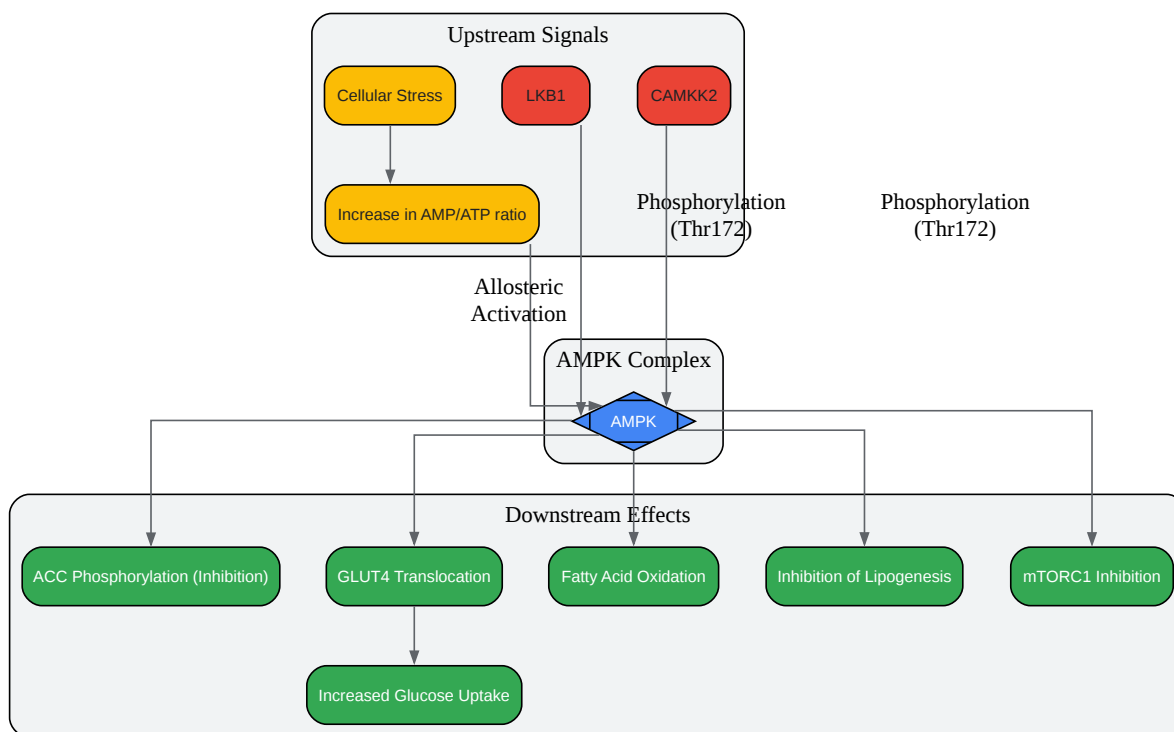 Upstream Signals
Cellular Stress
LKB1
CAMKK2
Increase in AMP/ATP ratio
Phosphorylation
(Thr172)
Phosphorylation
(Thr172)
Allosteric
Activation
AMPK Complex
AMPK
Downstream Effects
ACC Phosphorylation (Inhibition)
GLUT4 Translocation
Fatty Acid Oxidation
Inhibition of Lipogenesis
mTORC1 Inhibition
Increased Glucose Uptake